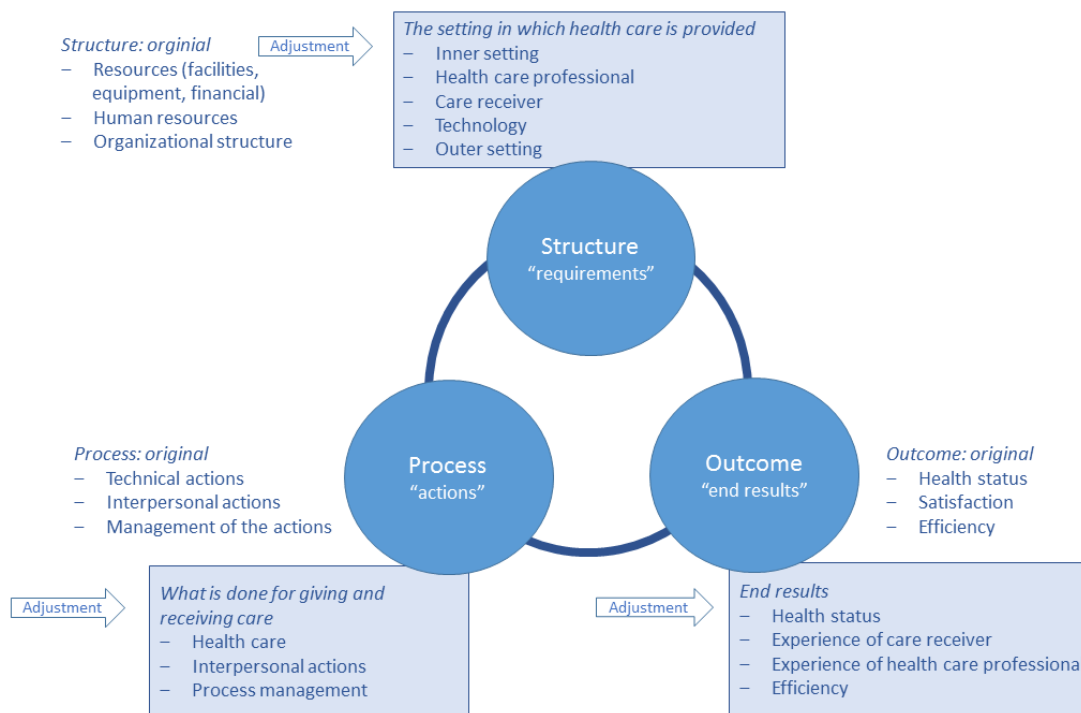 Structure: orginial
– Resources (facilities,
equipment, financial)
– Human resources
– Organizational structure
Adjustment
The setting in which health care is provided
– Inner setting
– Health care professional
– Care receiver
– Technology
– Outer setting
Structure
“requirements”
Process: original
– Technical actions
– Interpersonal actions
– Management of the actions
Process
“actions”
Outcome
“end results”
Outcome: original
– Health status
– Satisfaction
– Efficiency
Adjustment
What is done for giving and
receiving care
– Health care
– Interpersonal actions
– Process management
Adjustment
End results
– Health status
– Experience of care receiver
– Experience of health care professional
– Efficiency